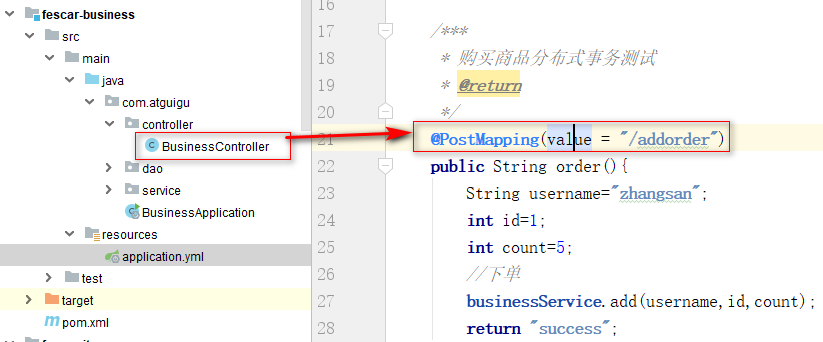 fescar-business
src
main
java
com.atguigu
controller
BusinessController
dao
service
BusinessApplication
resources
application.yml
test
target
pom.xml
16
17 /***
18 * 购买商品分布式事务测试
19 * @return
20 */
21 @PostMapping(value = "/addorder")
22 public String order(){
23 String username="zhangsan";
24 int id=1;
25 int count=5;
26 //下单
27 businessService.add(username,id,count);
28 return "success";